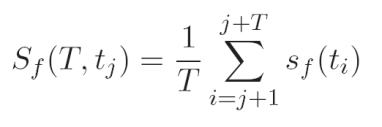 S_f(T, t_j) = \frac{1}{T} \sum_{i=j+1}^{j+T} s_f(t_i)